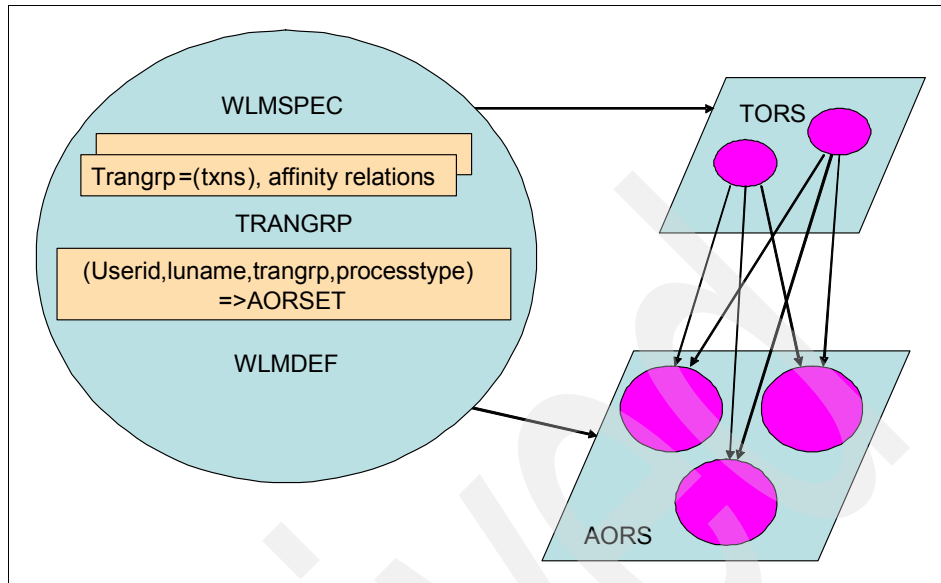 WLMSPEC
Trangrp=(txns), affinity relations
TRANGRP
(Userid,luname,trangrp,processtype)
=>AORSET
WLMDEF
TORS
AORS